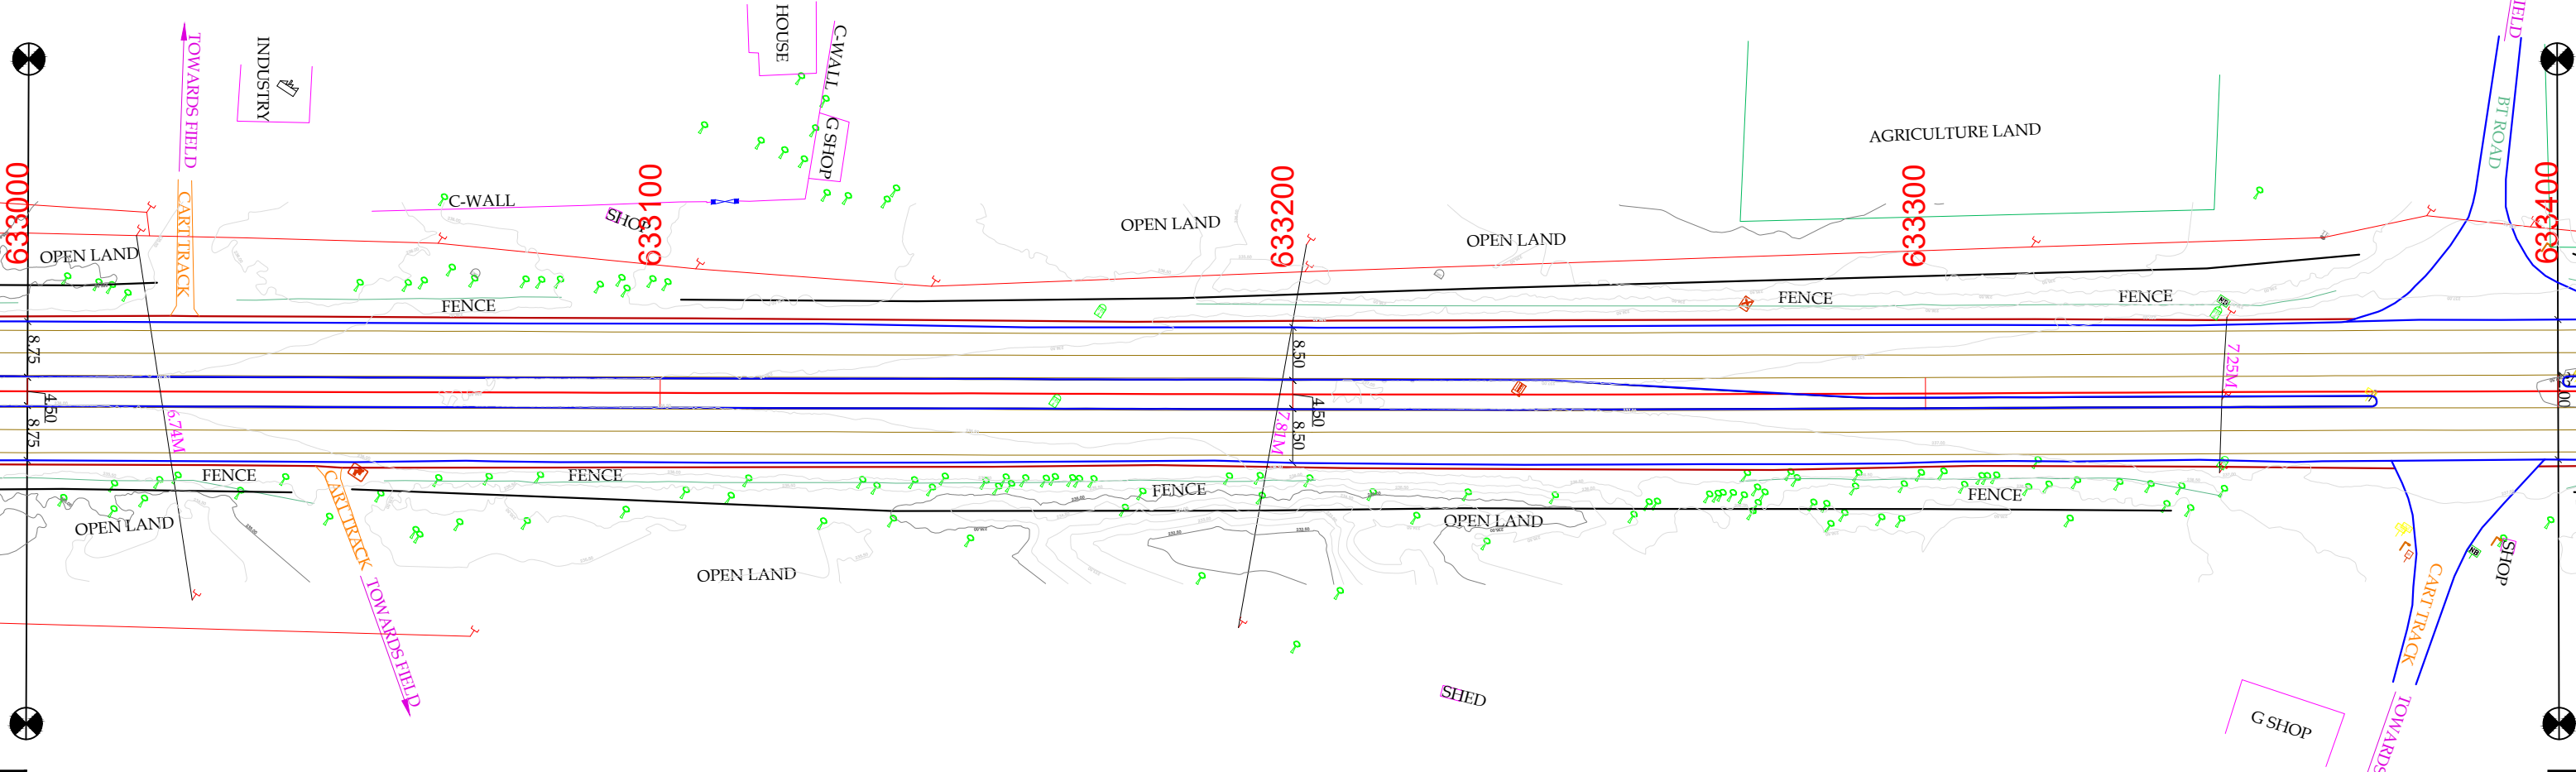 TOWARDS FIELD
INDUSTRY
HOUSE
C-WALL
G SHOP
IELD
BT ROAD
AGRICULTURE LAND
633000
633100
633200
633300
633400
CART TRACK
C-WALL
SHOP
OPEN LAND
OPEN LAND
OPEN LAND
FENCE
FENCE
FENCE
8.75
4.50
8.75
6.74M
8.50
4.50
8.50
7.81M
7.25M
FENCE
FENCE
FENCE
FENCE
OPEN LAND
CART TRACK
OPEN LAND
OPEN LAND
TOWARDS FIELD
SHED
CART TRACK
SHOP
G SHOP
TOWARDS